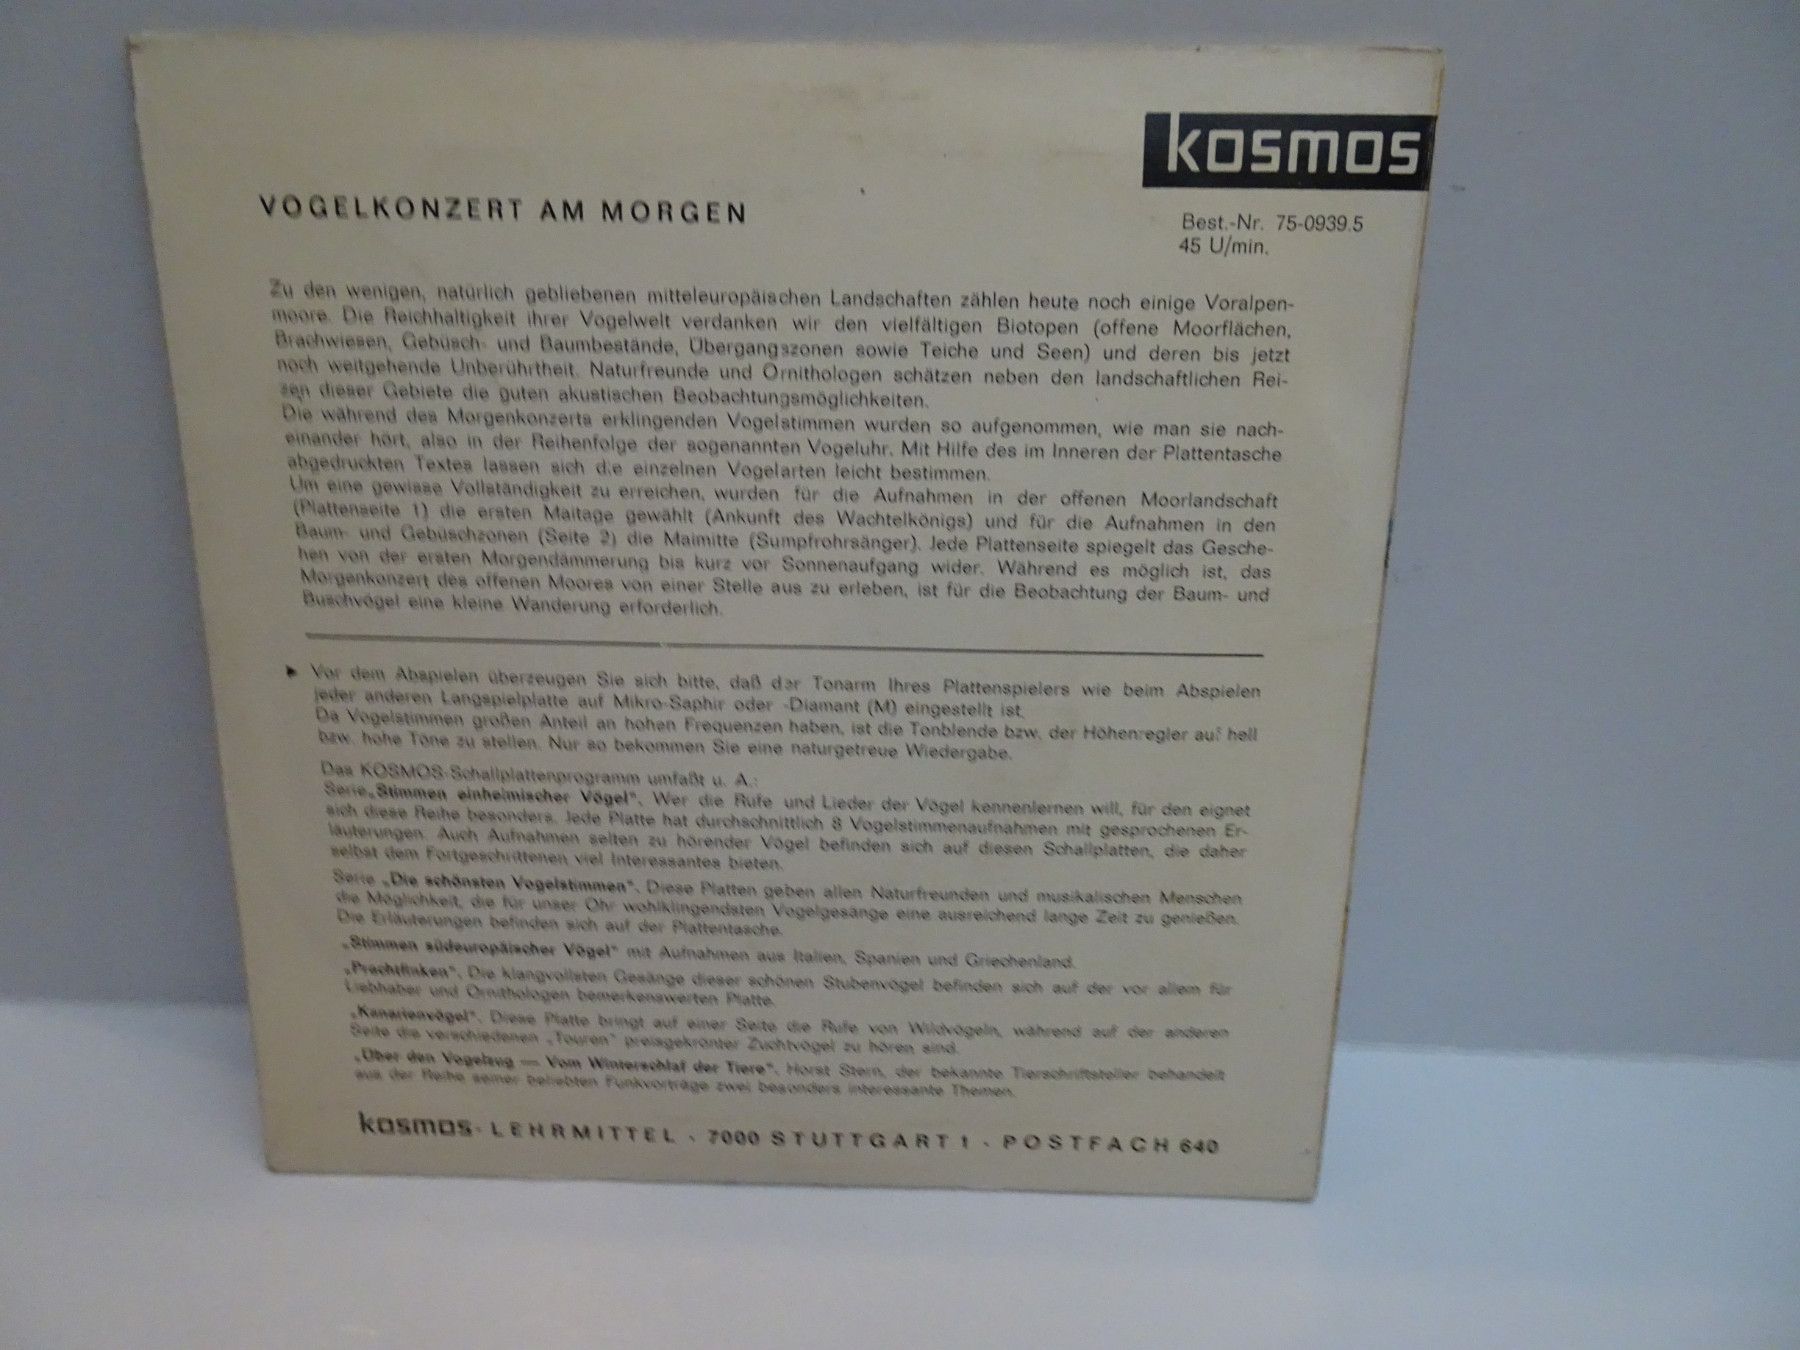 kosmos
VOGELKONZERT AM MORGEN
Best.-Nr. 75-0939.5
45 U/min.
Zu den wenigen, natürlich gebliebenen mitteleuropäischen Landschaften zählen heute noch einige Voralpen-
moore. Die Reichhaltigkeit ihrer Vogelwelt verdanken wir den vielfältigen Biotopen (offene Moorflächen,
Brachwiesen, Gebüsch- und Baumbestände, Übergangszonen sowie Teiche und Seen) und deren bis jetzt
noch weitgehende Unberührtheit. Naturfreunde und Ornithologen schätzen neben den landschaftlichen Rei-
zen dieser Gebiete die guten akustischen Beobachtungsmöglichkeiten.
Die während des Morgenkonzerts erklingenden Vogelstimmen wurden so aufgenommen, wie man sie nach-
einander hört, also in der Reihenfolge der sogenannten Vogeluhr. Mit Hilfe des im Inneren der Plattentasche
abgedruckten Textes lassen sich die einzelnen Vogelarten leicht bestimmen.
Um eine gewisse Vollständigkeit zu erreichen, wurden für die Aufnahmen in der offenen Moorlandschaft
(Plattenseite 1) die ersten Maitage gewählt (Ankunft des Wachtelkönigs) und für die Aufnahmen in den
Baum- und Gebüschzonen (Seite 2) die Maimitte (Sumpfrohrsänger). Jede Plattenseite spiegelt das Gesche-
hen von der ersten Morgendämmerung bis kurz vor Sonnenaufgang wider. Während es möglich ist, das
Morgenkonzert des offenen Moores von einer Stelle aus zu erleben, ist für die Beobachtung der Baum- und
Buschvögel eine kleine Wanderung erforderlich.
► Vor dem Abspielen überzeugen Sie sich bitte, daß der Tonarm Ihres Plattenspielers wie beim Abspielen
jeder anderen Langspielplatte auf Mikro-Saphir oder -Diamant (M) eingestellt ist.
Da Vogelstimmen großen Anteil an hohen Frequenzen haben, ist die Tonblende bzw. der Höhenregler auf hell
bzw. hohe Töne zu stellen. Nur so bekommen Sie eine naturgetreue Wiedergabe.
Das KOSMOS-Schallplattenprogramm umfaßt u. A.:
Serie „Stimmen einheimischer Vögel". Wer die Rufe und Lieder der Vögel kennenlernen will, für den eignet
sich diese Reihe besonders. Jede Platte hat durchschnittlich 8 Vogelstimmenaufnahmen mit gesprochenen Er-
läuterungen. Auch Aufnahmen selten zu hörender Vögel befinden sich auf diesen Schallplatten, die daher
selbst dem Fortgeschrittenen viel Interessantes bieten.
Serie „Die schönsten Vogelstimmen". Diese Platten geben allen Naturfreunden und musikalischen Menschen
die Möglichkeit, die für unser Ohr wohlklingendsten Vogelgesänge eine ausreichend lange Zeit zu genießen.
Die Erläuterungen befinden sich auf der Plattentasche.
„Stimmen südeuropäischer Vögel" mit Aufnahmen aus Italien, Spanien und Griechenland.
„Prachtfinken". Die klangvollsten Gesänge dieser schönen Stubenvögel befinden sich auf der vor allem für
Liebhaber und Ornithologen bemerkenswerten Platte.
„Kanarienvögel". Diese Platte bringt auf einer Seite die Rufe von Wildvögeln, während auf der anderen
Seite die verschiedenen „Touren" preisgekrönter Zuchtvögel zu hören sind.
„Über den Vogelzug — Vom Winterschlaf der Tiere". Horst Stern, der bekannte Tierschriftsteller behandelt
aus der Reihe seiner beliebten Funkvorträge zwei besonders interessante Themen.
kosmos-LEHRMITTEL · 7000 STUTTGART 1 · POSTFACH 640